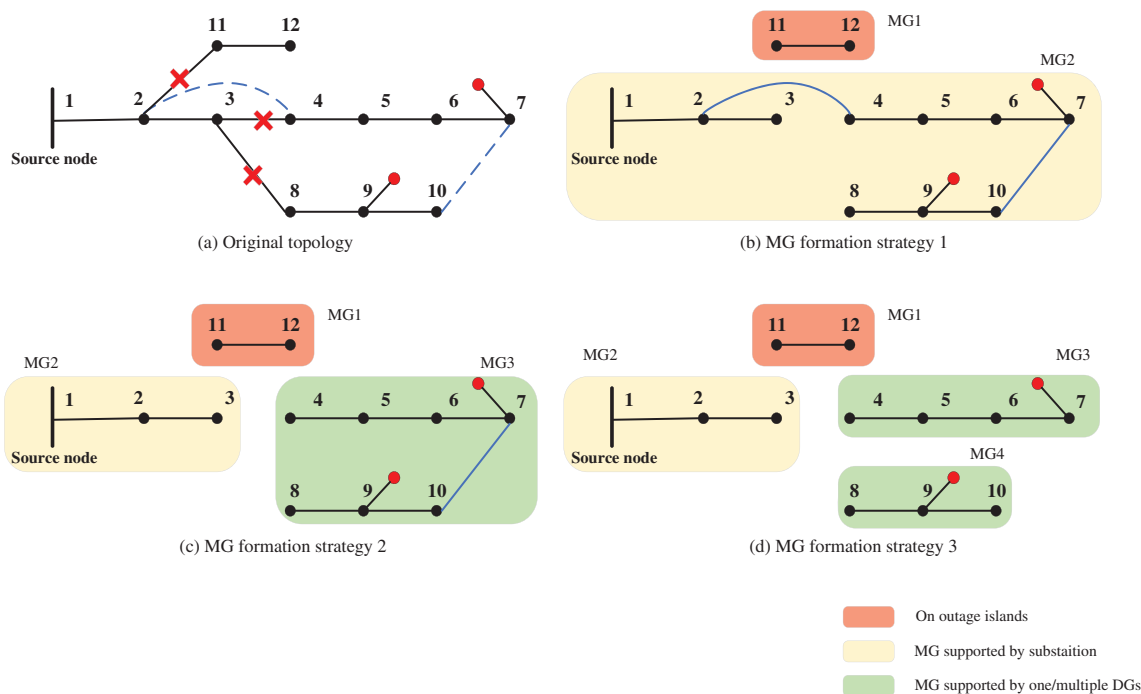 11 12
1 2 3 4 5 6 7
Source node
8 9 10
(a) Original topology
MG1
11 12
MG2
1 2 3 4 5 6 7
Source node
8 9 10
(b) MG formation strategy 1
MG1
11 12
MG2
MG3
1 2 3 4 5 6 7
Source node
8 9 10
(c) MG formation strategy 2
MG1
11 12
MG2
MG3
1 2 3 4 5 6 7
Source node
MG4
8 9 10
(d) MG formation strategy 3
On outage islands
MG supported by substaition
MG supported by one/multiple DGs